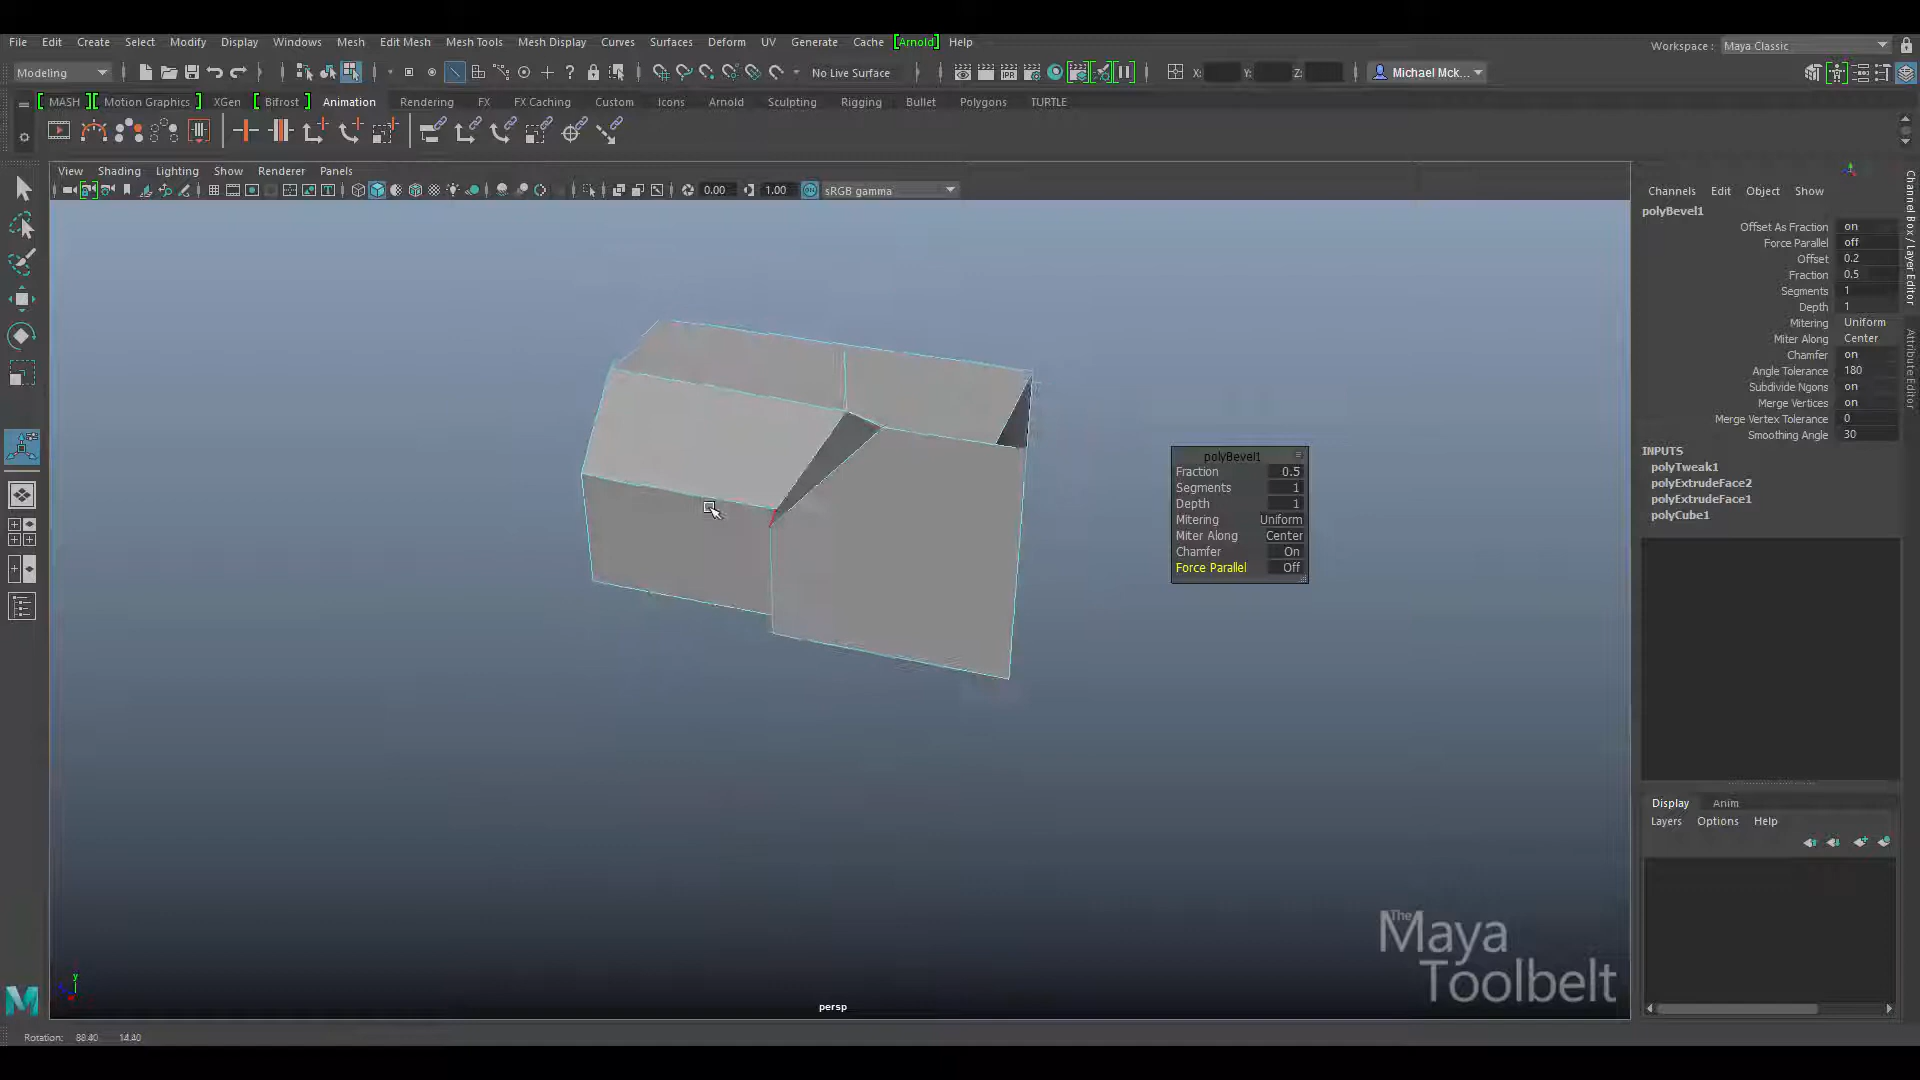 File Edit Create Select Modify Display Windows Mesh Edit Mesh Mesh Tools Mesh Display Curves Surfaces Deform UV Generate Cache [Arnold] Help
Workspace : Maya Classic
Modeling No Live Surface X: Y: Z: Michael Mck...
[ MASH ] [ Motion Graphics ] XGen [ Bifrost ] Animation Rendering FX FX Caching Custom Icons Arnold Sculpting Rigging Bullet Polygons TURTLE
IPR
View Shading Lighting Show Renderer Panels
0.00 1.00 sRGB gamma
Channels Edit Object Show
polyBevel1
Offset As Fraction on
Force Parallel off
Offset 0.2
Fraction 0.5
Segments 1
Depth 1
Mitering Uniform
Miter Along Center
Chamfer on
Angle Tolerance 180
Subdivide Ngons on
Merge Vertices on
Merge Vertex Tolerance 0
Smoothing Angle 30
INPUTS
polyTweak1
polyExtrudeFace2
polyExtrudeFace1
polyCube1
Channel Box / Layer Editor
Attribute Editor
polyBevel1
Fraction 0.5
Segments 1
Depth 1
Mitering Uniform
Miter Along Center
Chamfer On
Force Parallel Off
Display Anim
Layers Options Help
The
Maya
Toolbelt
y
persp
Rotation: 88.40 14.40